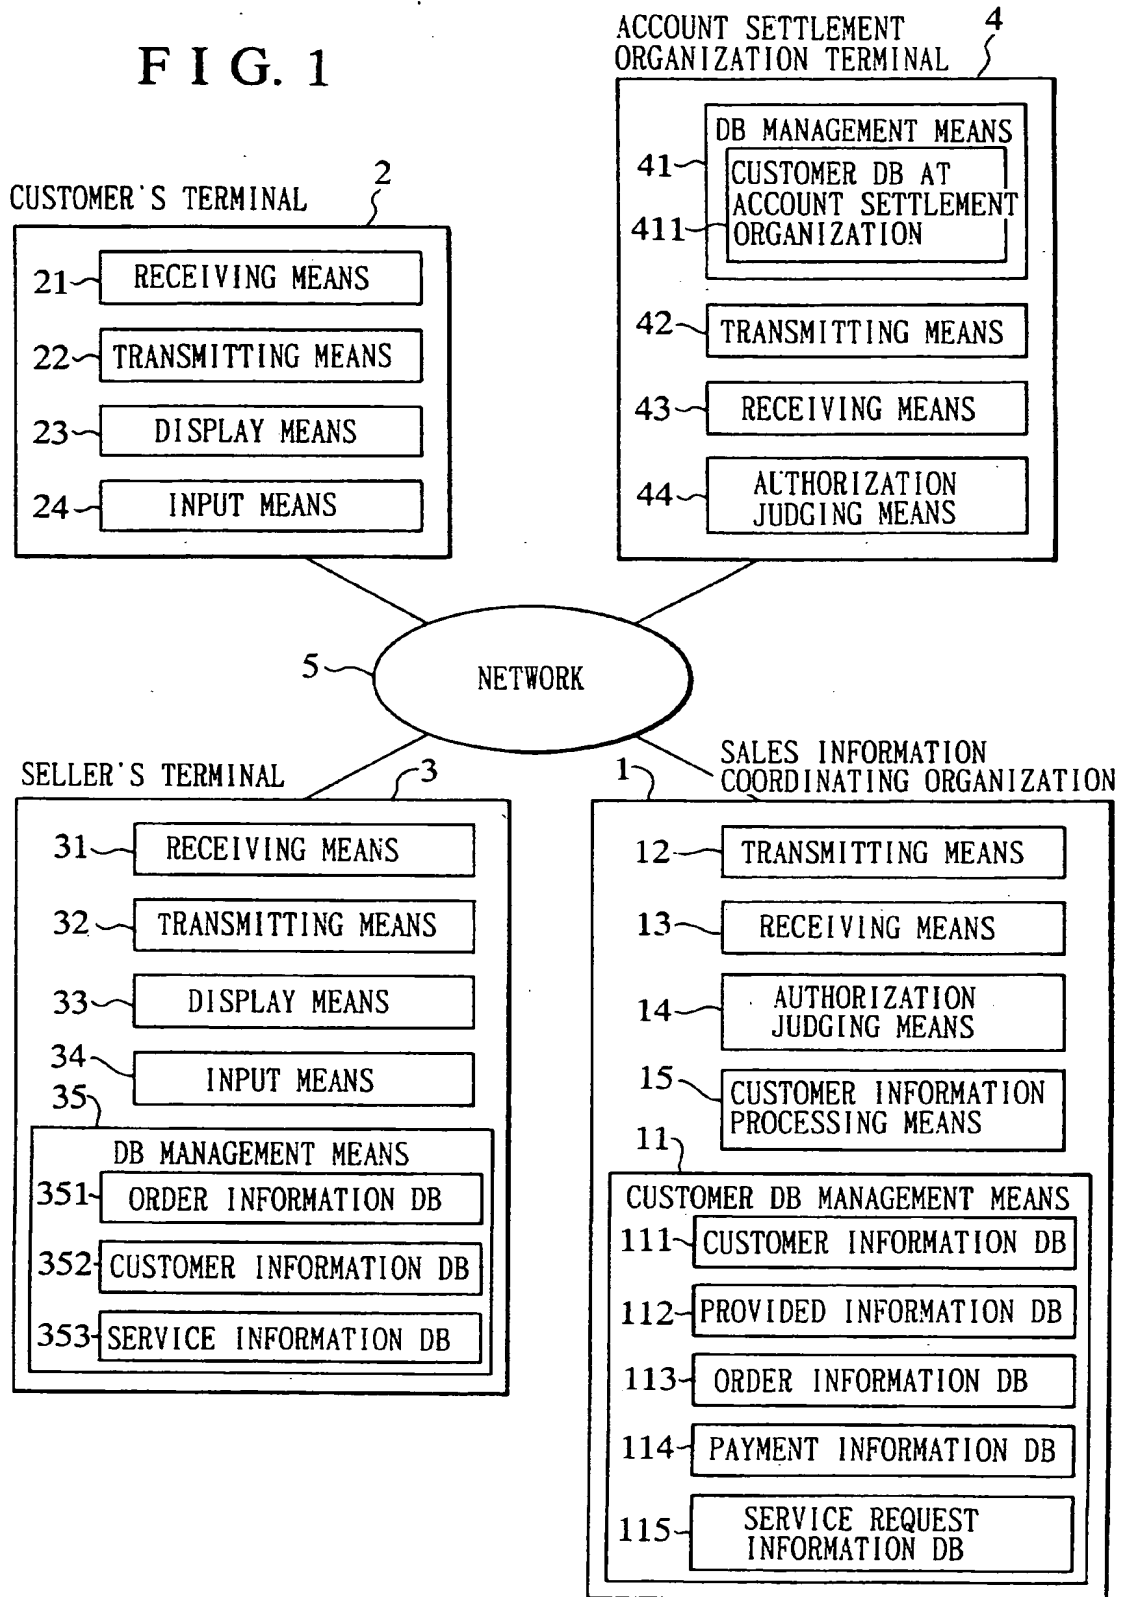 FIG. 1
CUSTOMER'S TERMINAL
2
21
RECEIVING MEANS
22
TRANSMITTING MEANS
23
DISPLAY MEANS
24
INPUT MEANS
ACCOUNT SETTLEMENT
ORGANIZATION TERMINAL
4
DB MANAGEMENT MEANS
41
CUSTOMER DB AT
ACCOUNT SETTLEMENT
ORGANIZATION
411
42
TRANSMITTING MEANS
43
RECEIVING MEANS
44
AUTHORIZATION
JUDGING MEANS
5
NETWORK
SELLER'S TERMINAL
3
31
RECEIVING MEANS
32
TRANSMITTING MEANS
33
DISPLAY MEANS
34
INPUT MEANS
35
DB MANAGEMENT MEANS
351
ORDER INFORMATION DB
352
CUSTOMER INFORMATION DB
353
SERVICE INFORMATION DB
SALES INFORMATION
COORDINATING ORGANIZATION
1
12
TRANSMITTING MEANS
13
RECEIVING MEANS
14
AUTHORIZATION
JUDGING MEANS
15
CUSTOMER INFORMATION
PROCESSING MEANS
11
CUSTOMER DB MANAGEMENT MEANS
111
CUSTOMER INFORMATION DB
112
PROVIDED INFORMATION DB
113
ORDER INFORMATION DB
114
PAYMENT INFORMATION DB
115
SERVICE REQUEST
INFORMATION DB